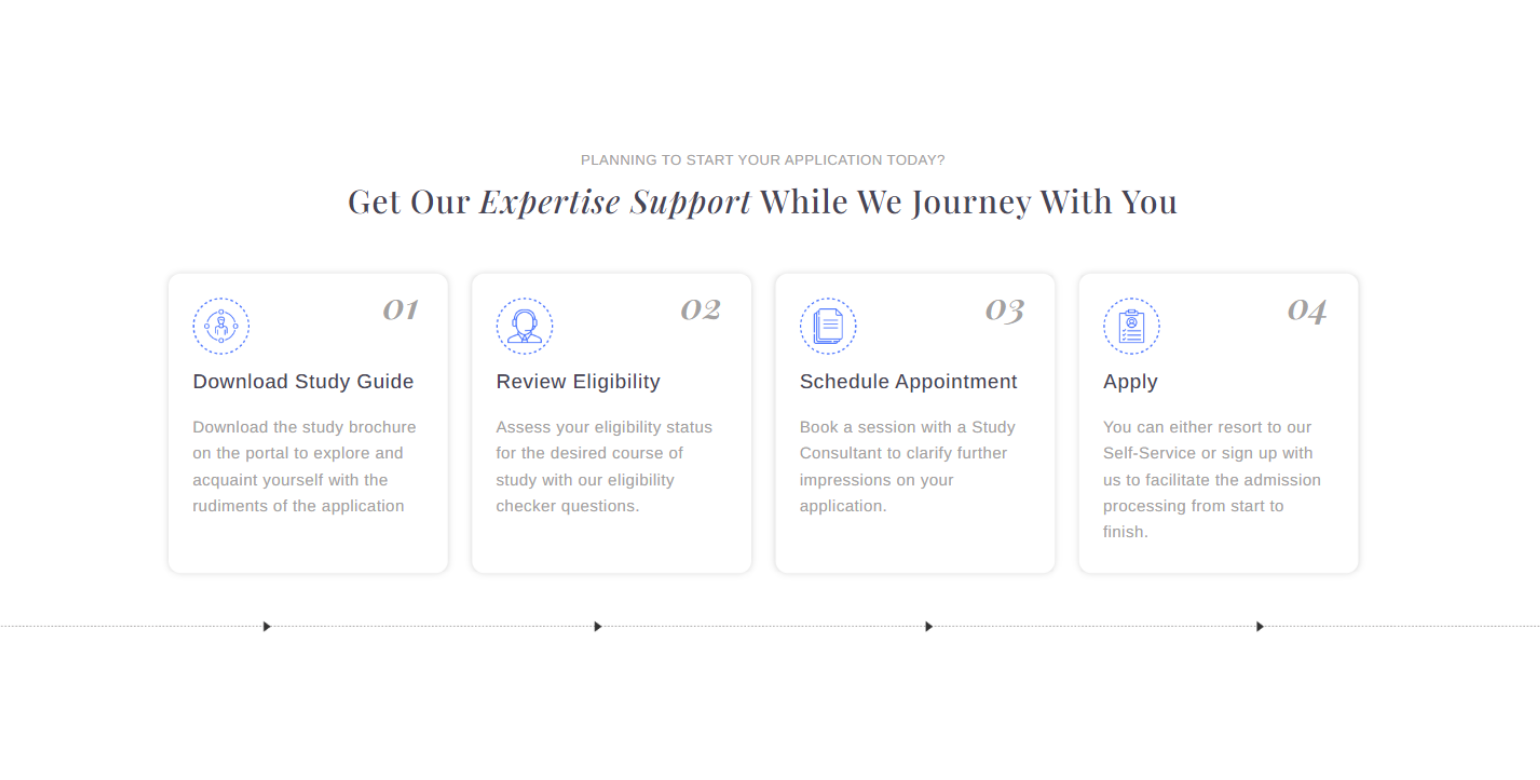 PLANNING TO START YOUR APPLICATION TODAY?
Get Our Expertise Support While We Journey With You
01
Download Study Guide
Download the study brochure
on the portal to explore and
acquaint yourself with the
rudiments of the application
02
Review Eligibility
Assess your eligibility status
for the desired course of
study with our eligibility
checker questions.
03
Schedule Appointment
Book a session with a Study
Consultant to clarify further
impressions on your
application.
04
Apply
You can either resort to our
Self-Service or sign up with
us to facilitate the admission
processing from start to
finish.